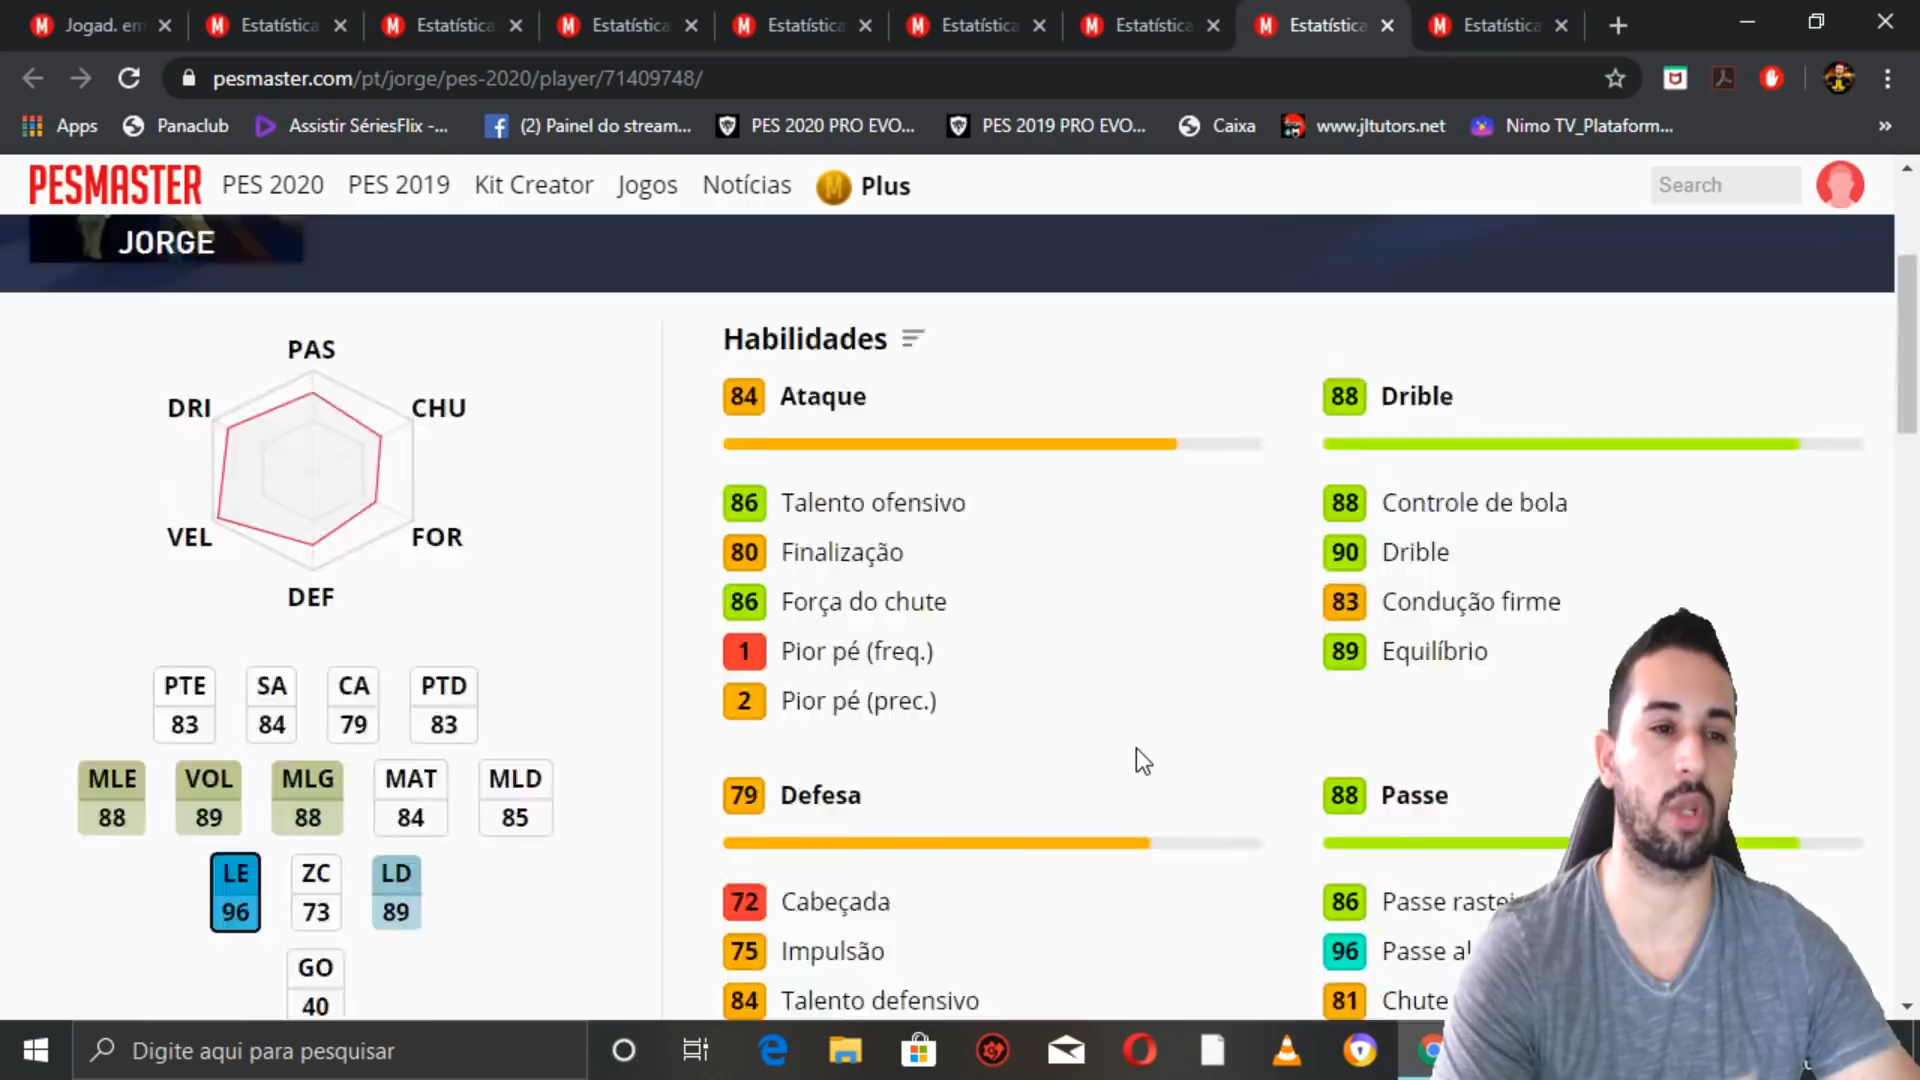 Jogad. em
Estatística
Estatística
Estatística
Estatística
Estatística
Estatística
Estatística
Estatística
pesmaster.com/pt/jorge/pes-2020/player/71409748/
Apps
Panaclub
Assistir SériesFlix -...
(2) Painel do stream...
PES 2020 PRO EVO...
PES 2019 PRO EVO...
Caixa
www.jltutors.net
Nimo TV_Plataform...
»
PESMASTER
PES 2020
PES 2019
Kit Creator
Jogos
Notícias
Plus
Search
JORGE
PAS
DRI
CHU
VEL
FOR
DEF
PTE
83
SA
84
CA
79
PTD
83
MLE
88
VOL
89
MLG
88
MAT
84
MLD
85
LE
96
ZC
73
LD
89
GO
40
Habilidades
84 Ataque
86 Talento ofensivo
80 Finalização
86 Força do chute
1 Pior pé (freq.)
2 Pior pé (prec.)
88 Drible
88 Controle de bola
90 Drible
83 Condução firme
89 Equilíbrio
79 Defesa
72 Cabeçada
75 Impulsão
84 Talento defensivo
88 Passe
86 Passe
96 Passe
81 Chute
Digite aqui para pesquisar